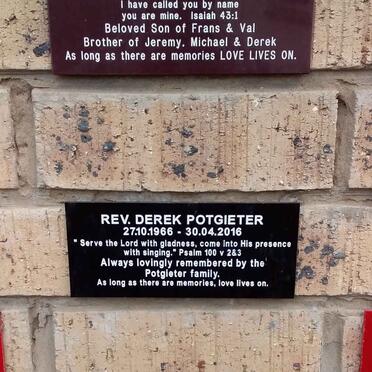 I have called you by name
you are mine. Isaiah 43:1
Beloved Son of Frans & Val
Brother of Jeremy, Michael & Derek
As long as there are memories LOVE LIVES ON.
REV. DEREK POTGIETER
27.10.1966 - 30.04.2016
" Serve the Lord with gladness, come into His presence
with singing." Psalm 100 v 2&3
Always lovingly remembered by the
Potgieter family.
As long as there are memories, love lives on.